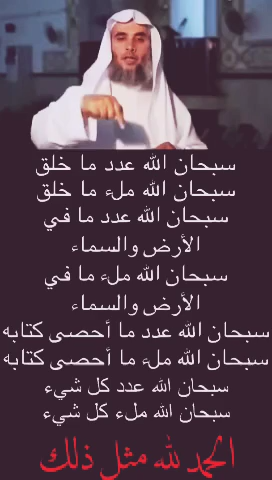 سبحان الله عدد ما خلق
سبحان الله ملء ما خلق
سبحان الله عدد ما في
الأرض والسماء
سبحان الله ملء ما في
الأرض والسماء
سبحان الله عدد ما أحصى كتابه
سبحان الله ملء ما أحصى كتابه
سبحان الله عدد كل شيء
سبحان الله ملء كل شيء
الحمد لله مثل ذلك